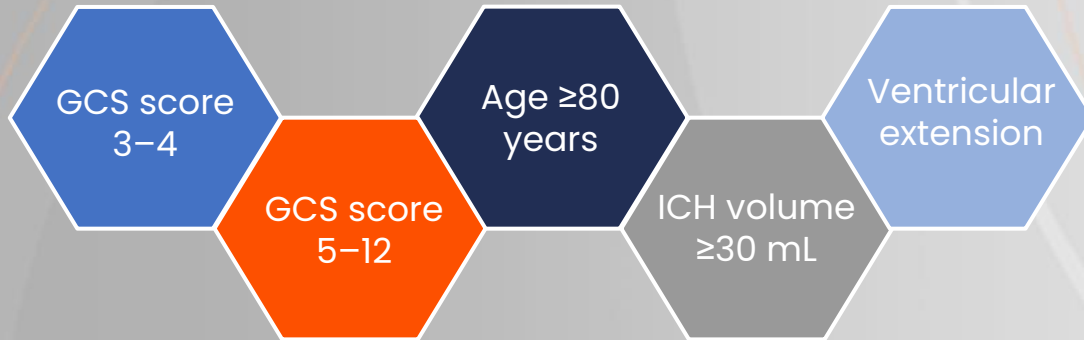 GCS score
3–4
GCS score
5–12
Age ≥80
years
ICH volume
≥30 mL
Ventricular
extension